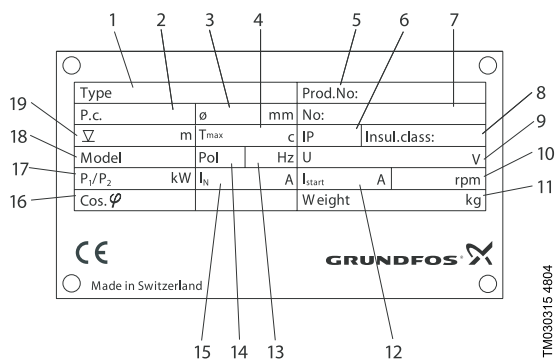 1 2 3 4 5 6 7
Type Prod.No:
P.c. ø mm No:
19 ▽ m Tmax c IP Insul.class: 8
18 Model Pol Hz U V 9
17 P1/P2 kW IN A Istart A rpm 10
16 Cos.φ Weight kg 11
CE GRUNDFOS
Made in Switzerland
15 14 13 12
TM030315 4804